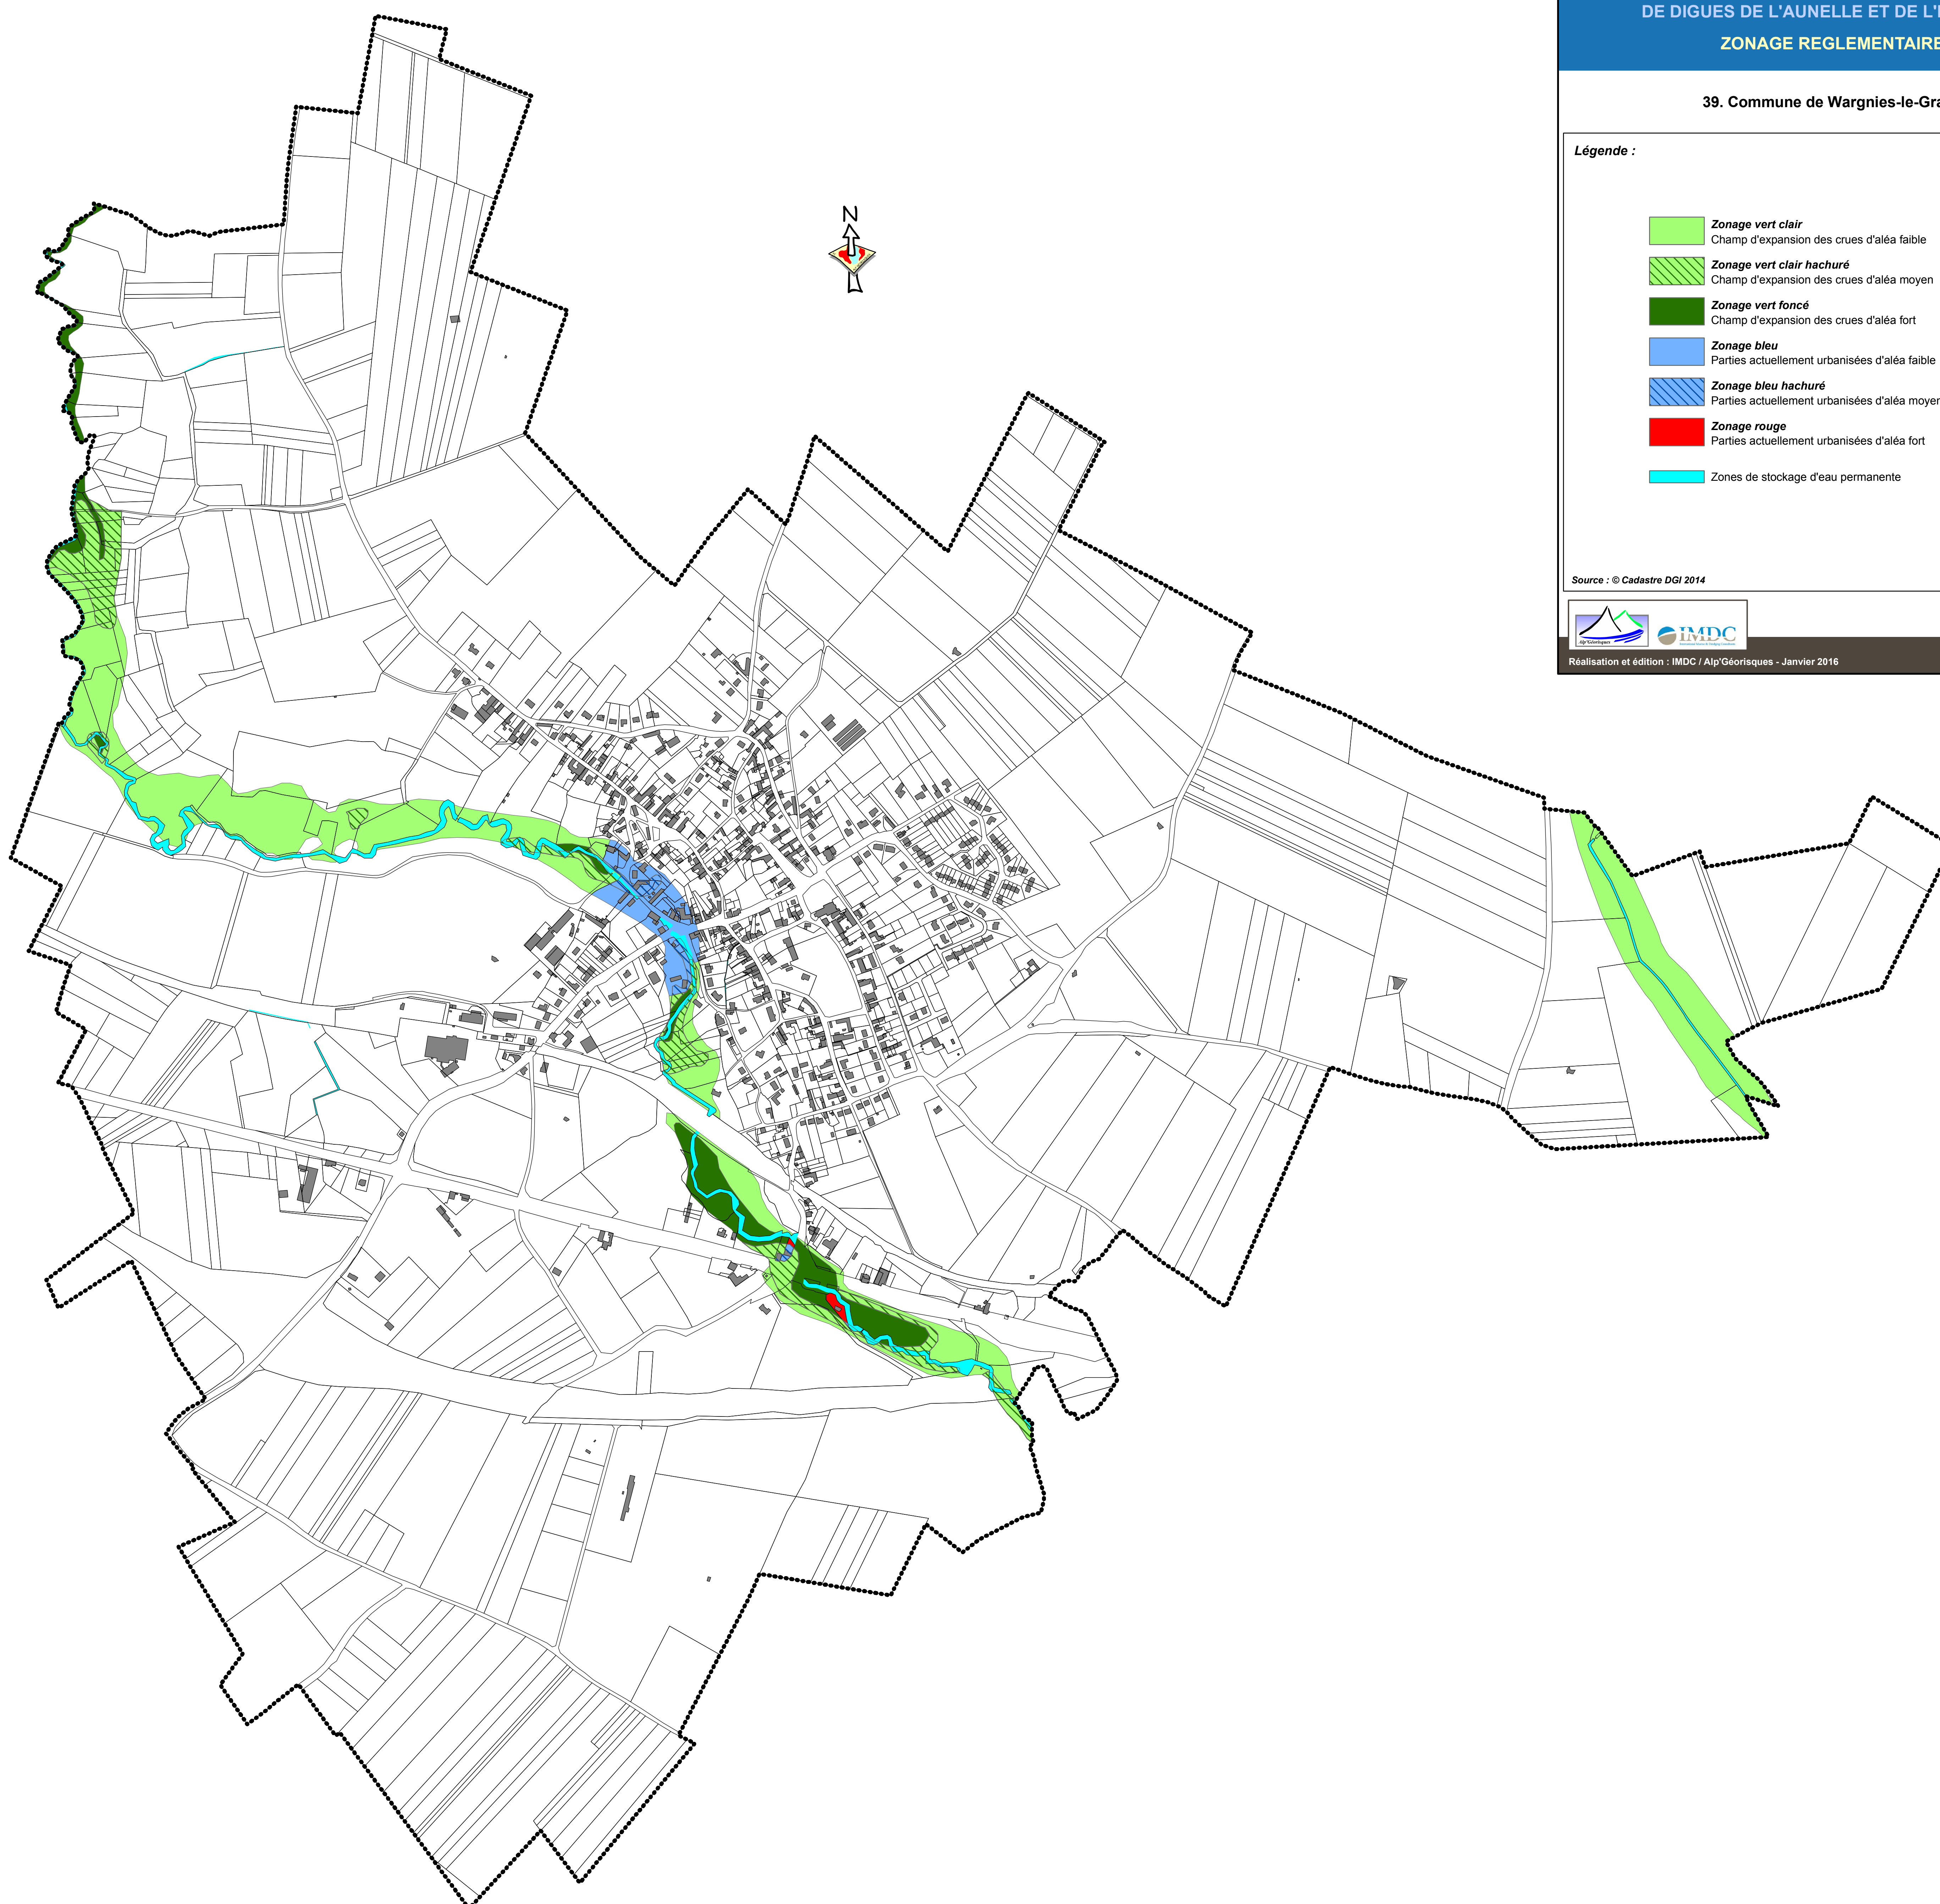 DE DIGUES DE L'AUNELLE ET DE L'
ZONAGE REGLEMENTAIRE
39. Commune de Wargnies-le-Gra
Légende :
N
Zonage vert clair
Champ d'expansion des crues d'aléa faible
Zonage vert clair hachuré
Champ d'expansion des crues d'aléa moyen
Zonage vert foncé
Champ d'expansion des crues d'aléa fort
Zonage bleu
Parties actuellement urbanisées d'aléa faible
Zonage bleu hachuré
Parties actuellement urbanisées d'aléa moyen
Zonage rouge
Parties actuellement urbanisées d'aléa fort
Zones de stockage d'eau permanente
Source : © Cadastre DGI 2014
Alp'Géorisques
IMDC
Réalisation et édition : IMDC / Alp'Géorisques - Janvier 2016